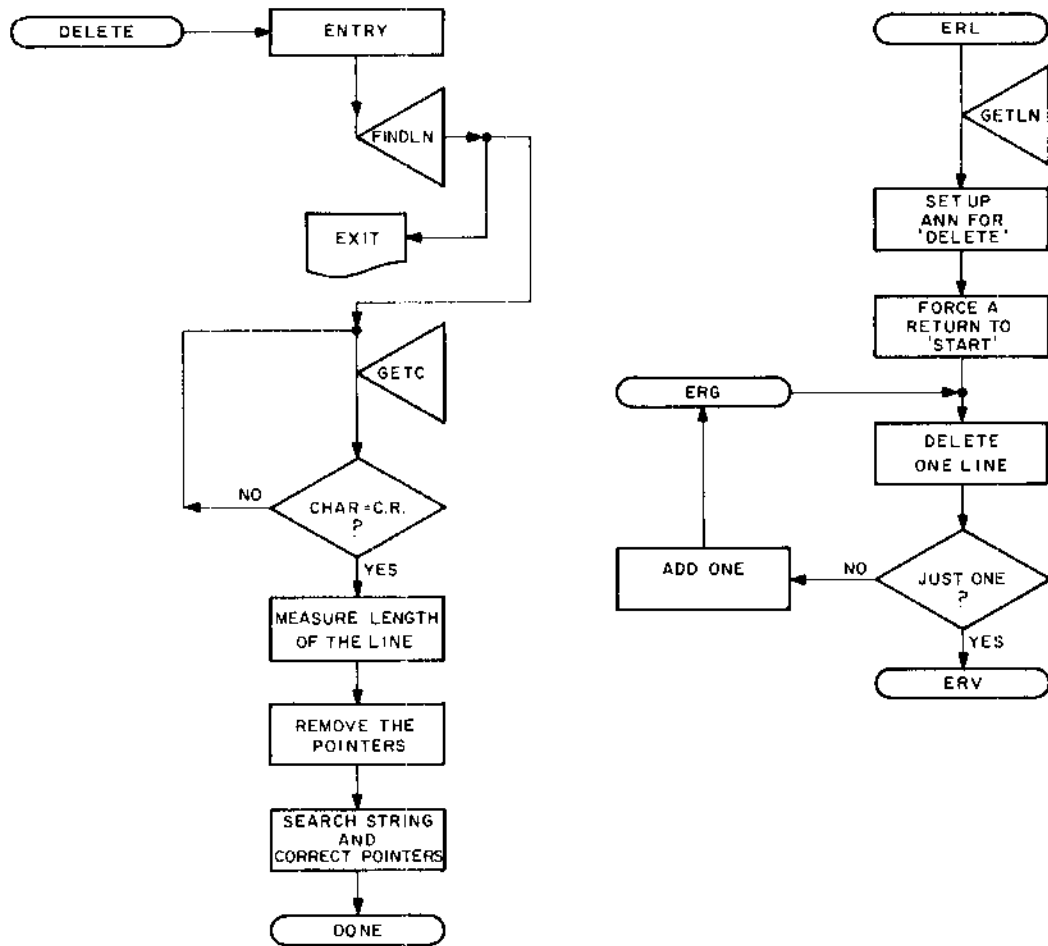 DELETE
ENTRY
FINDLN
EXIT
GETC
CHAR = C.R.
?
NO
YES
MEASURE LENGTH
OF THE LINE
REMOVE THE
POINTERS
SEARCH STRING
AND
CORRECT POINTERS
DONE
ERL
GETLN
SET UP
ANN FOR
'DELETE'
FORCE A
RETURN TO
'START'
ERG
DELETE
ONE LINE
ADD ONE
NO
JUST ONE
?
YES
ERV